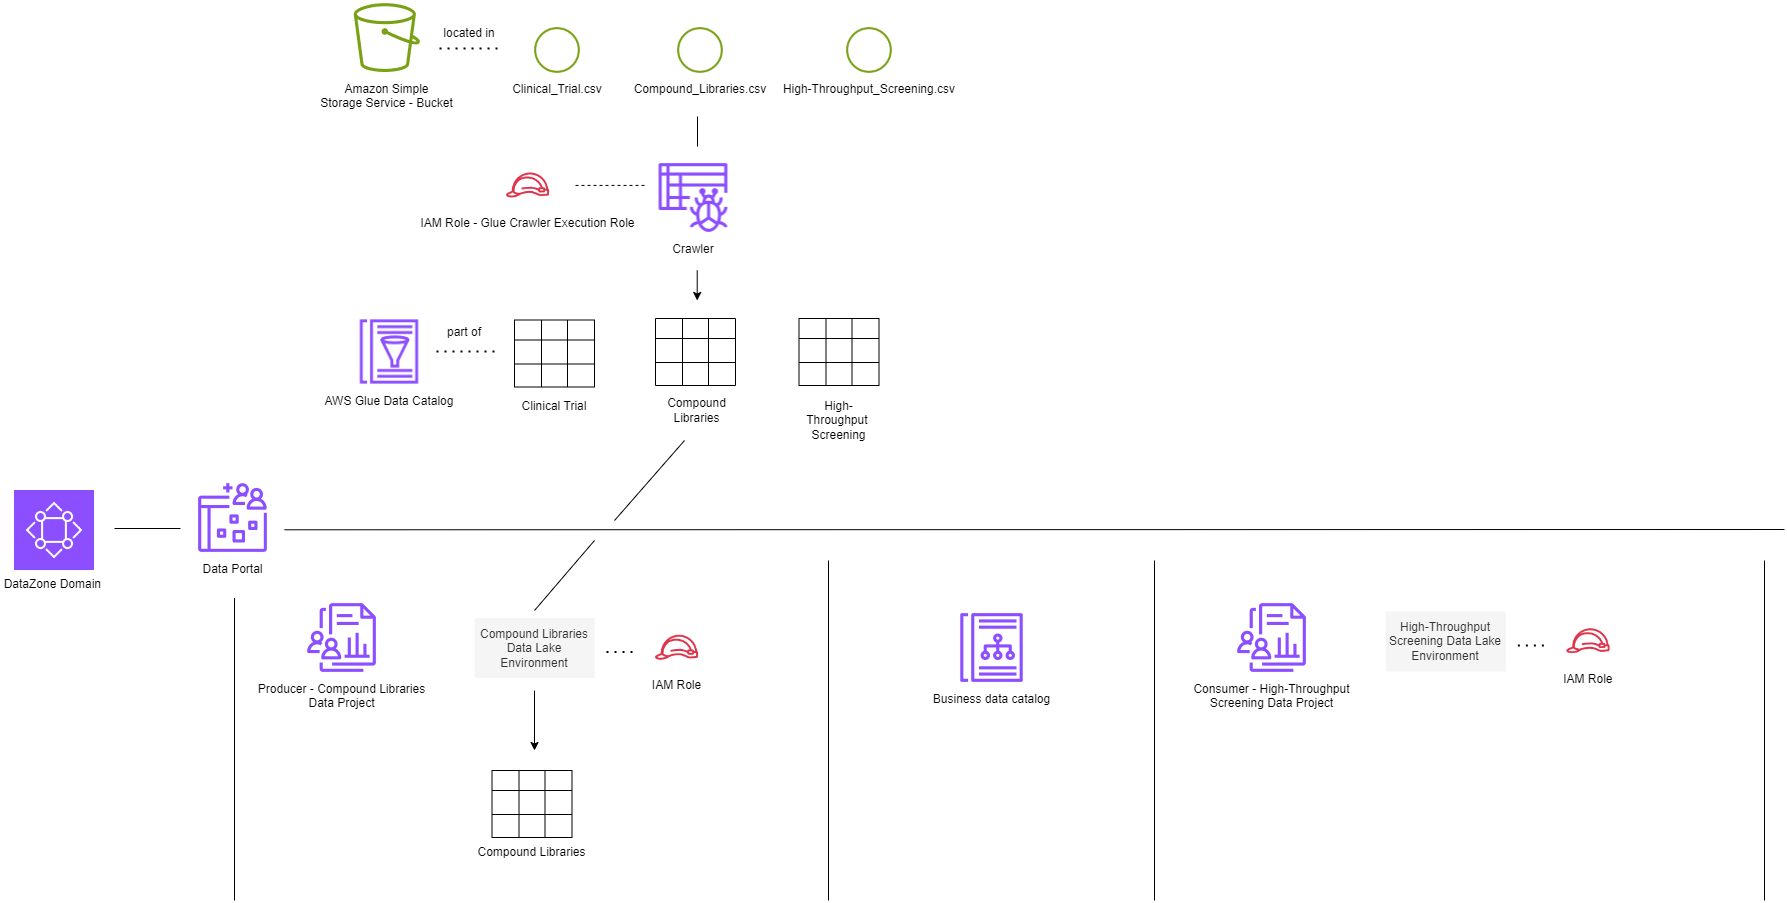 located in
Amazon Simple
Storage Service - Bucket
Clinical_Trial.csv
Compound_Libraries.csv
High-Throughput_Screening.csv
IAM Role - Glue Crawler Execution Role
Crawler
part of
AWS Glue Data Catalog
Clinical Trial
Compound
Libraries
High-
Throughput
Screening
DataZone Domain
Data Portal
Producer - Compound Libraries
Data Project
Compound Libraries
Data Lake
Environment
IAM Role
Compound Libraries
Business data catalog
Consumer - High-Throughput
Screening Data Project
High-Throughput
Screening Data Lake
Environment
IAM Role